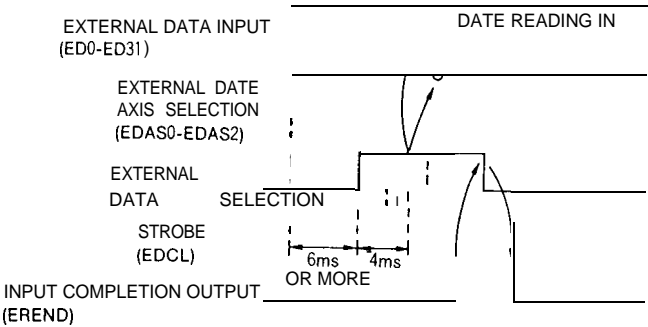 EXTERNAL DATA INPUT
(ED0-ED31)
DATE READING IN
EXTERNAL DATE
AXIS SELECTION
(EDAS0-EDAS2)
EXTERNAL
DATA SELECTION
STROBE
(EDCL)
6ms 4ms
OR MORE
INPUT COMPLETION OUTPUT
(EREND)